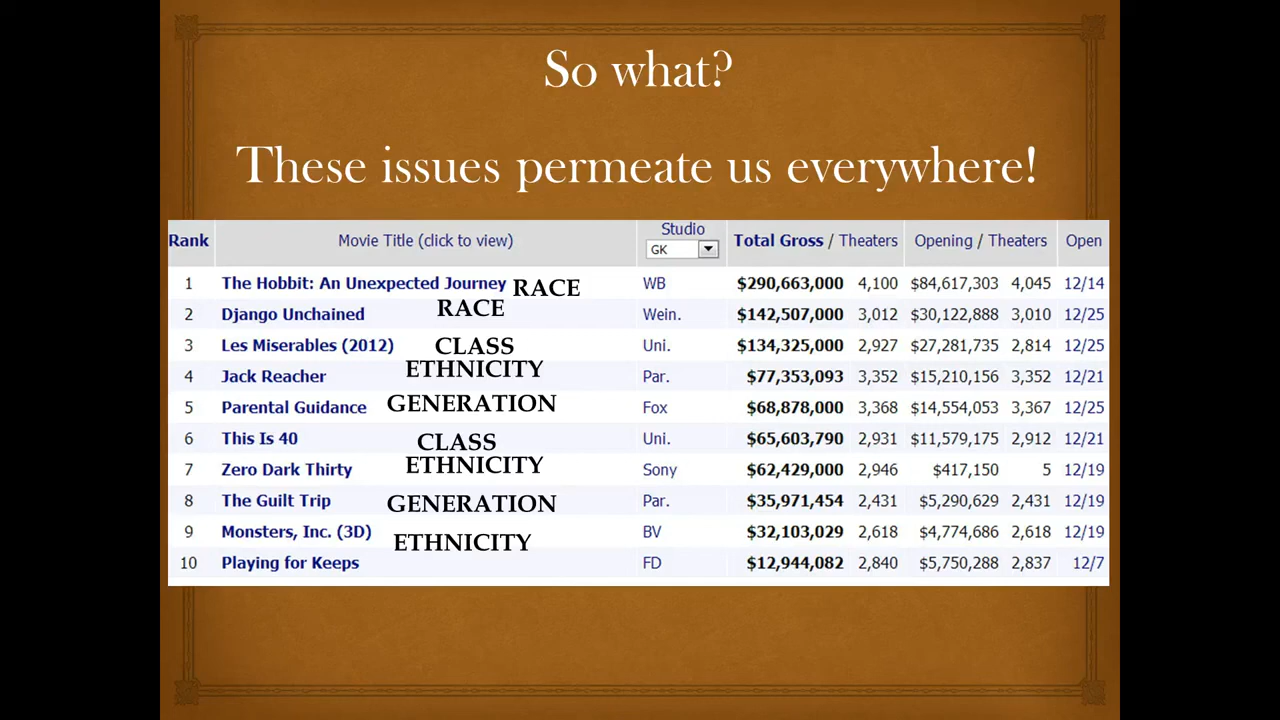 So what?
These issues permeate us everywhere!
Rank Movie Title (click to view) Studio GK Total Gross / Theaters Opening / Theaters Open
1 The Hobbit: An Unexpected Journey RACE WB $290,663,000 4,100 $84,617,303 4,045 12/14
2 Django Unchained RACE Wein. $142,507,000 3,012 $30,122,888 3,010 12/25
3 Les Miserables (2012) CLASS Uni. $134,325,000 2,927 $27,281,735 2,814 12/25
4 Jack Reacher ETHNICITY Par. $77,353,093 3,352 $15,210,156 3,352 12/21
5 Parental Guidance GENERATION Fox $68,878,000 3,368 $14,554,053 3,367 12/25
6 This Is 40 CLASS Uni. $65,603,790 2,931 $11,579,175 2,912 12/21
7 Zero Dark Thirty ETHNICITY Sony $62,429,000 2,946 $417,150 5 12/19
8 The Guilt Trip GENERATION Par. $35,971,454 2,431 $5,290,629 2,431 12/19
9 Monsters, Inc. (3D) ETHNICITY BV $32,103,029 2,618 $4,774,686 2,618 12/19
10 Playing for Keeps FD $12,944,082 2,840 $5,750,288 2,837 12/7